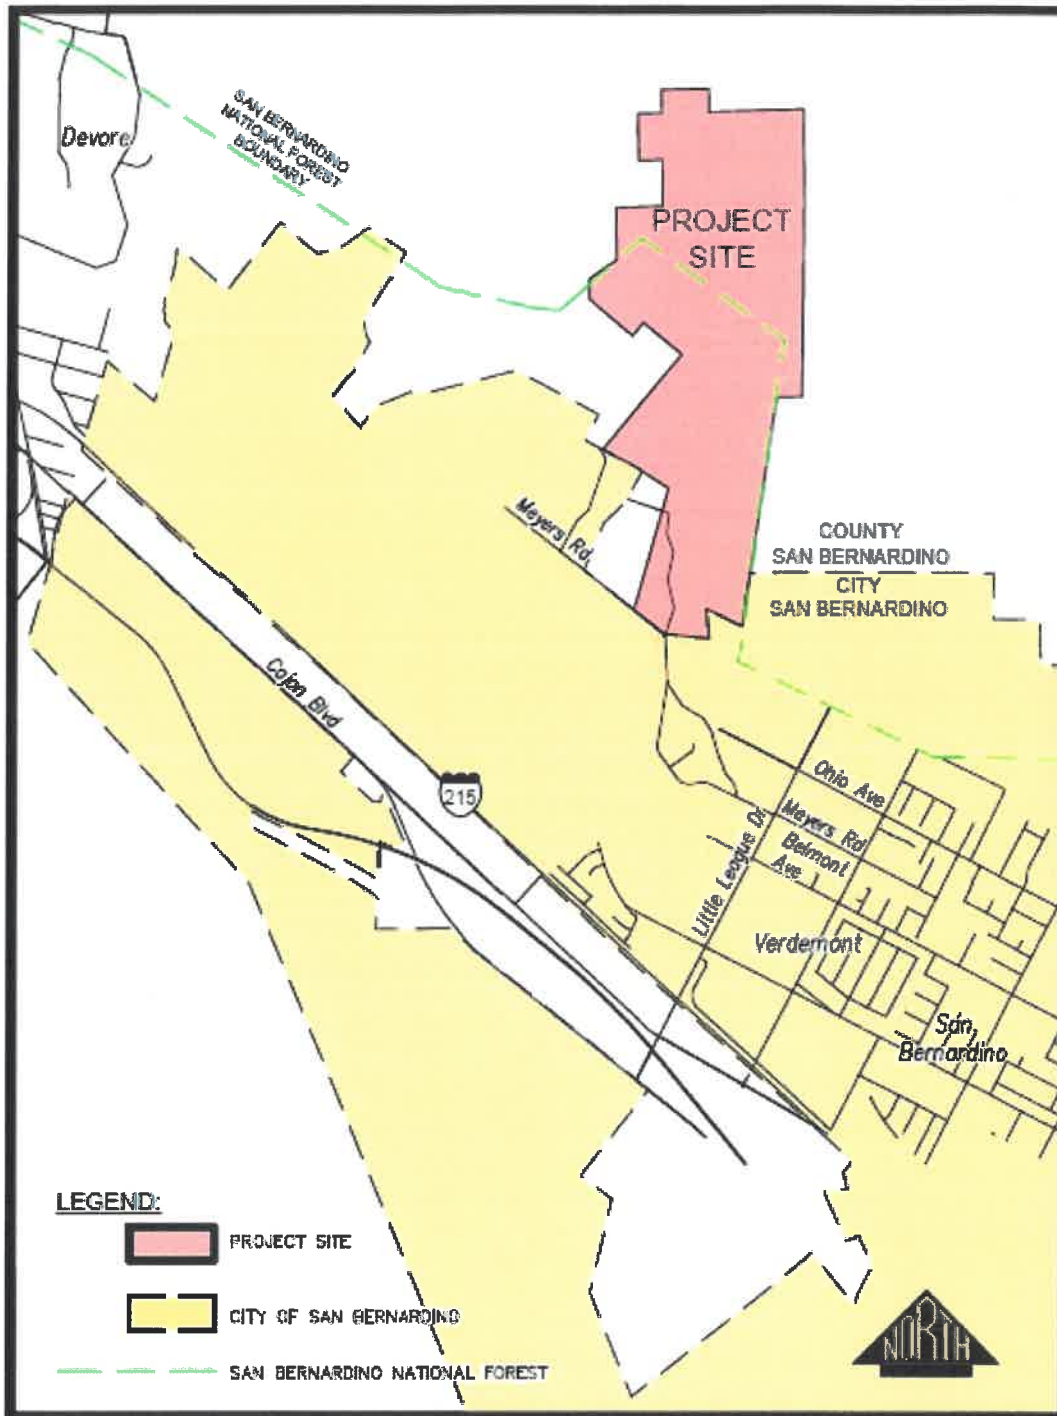 SAN BERNARDINO
NATIONAL FOREST
BOUNDARY
Devore
PROJECT
SITE
Meyers Rd
COUNTY
SAN BERNARDINO
CITY
SAN BERNARDINO
Cajon Blvd
215
Ohio Ave
Meyers Rd
Belmont
Ave
Little League Dr
Verdemont
San
Bernardino
LEGEND:
PROJECT SITE
CITY OF SAN BERNARDINO
SAN BERNARDINO NATIONAL FOREST
NORTH